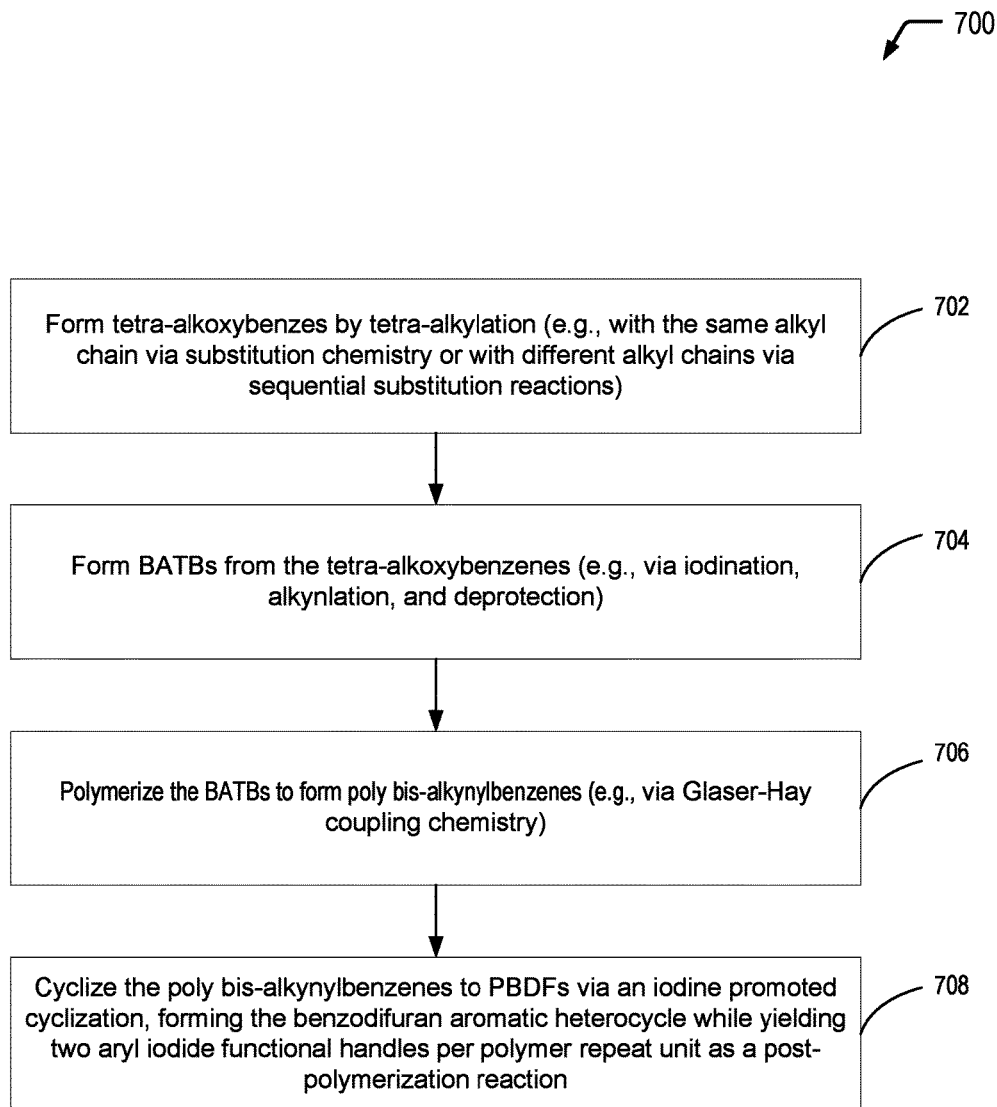 700
Form tetra-alkoxybenzes by tetra-alkylation (e.g., with the same alkyl
chain via substitution chemistry or with different alkyl chains via
sequential substitution reactions)
702
Form BATBs from the tetra-alkoxybenzenes (e.g., via iodination,
alkynlation, and deprotection)
704
Polymerize the BATBs to form poly bis-alkynylbenzenes (e.g., via Glaser-Hay
coupling chemistry)
706
Cyclize the poly bis-alkynylbenzenes to PBDFs via an iodine promoted
cyclization, forming the benzodifuran aromatic heterocycle while yielding
two aryl iodide functional handles per polymer repeat unit as a post-
polymerization reaction
708